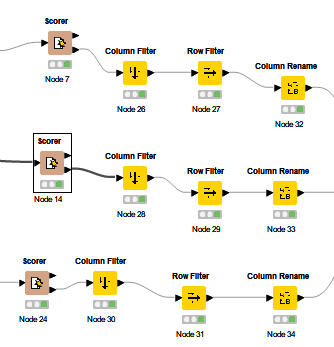 Scorer
Node 7
Column Filter
Node 26
Row Filter
Node 27
Column Rename
Node 32
Scorer
Node 14
Column Filter
Node 28
Row Filter
Node 29
Column Rename
Node 33
Scorer
Node 24
Column Filter
Node 30
Row Filter
Node 31
Column Rename
Node 34